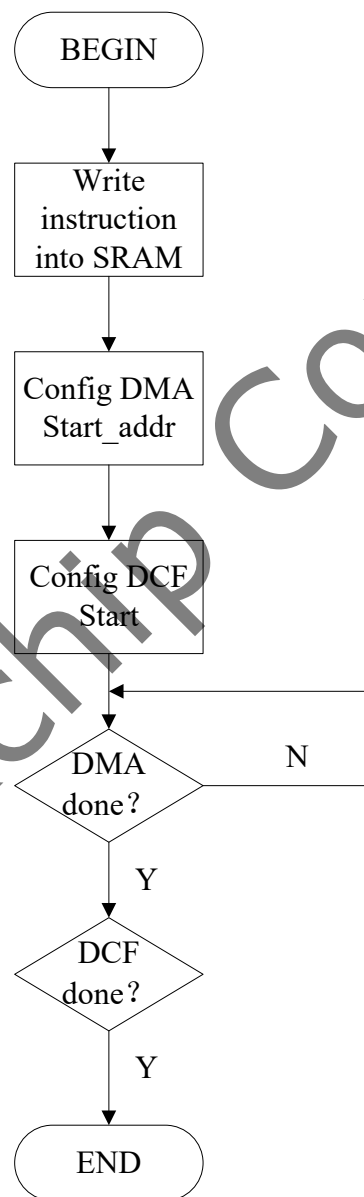 BEGIN
Write
instruction
into SRAM
Config DMA
Start_addr
Config DCF
Start
DMA
done?
N
Y
DCF
done?
Y
END